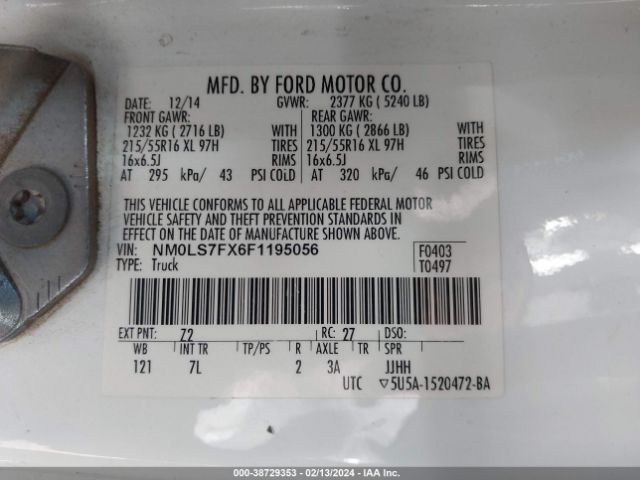 MFD. BY FORD MOTOR CO.
DATE: 12/14 GVWR: 2377 KG ( 5240 LB)
FRONT GAWR: REAR GAWR:
1232 KG ( 2716 LB) WITH 1300 KG ( 2866 LB) WITH
215/55R16 XL 97H TIRES 215/55R16 XL 97H TIRES
16x6.5J RIMS 16x6.5J RIMS
AT 295 kPa/ 43 PSI COLD AT 320 kPa/ 46 PSI COLD
THIS VEHICLE CONFORMS TO ALL APPLICABLE FEDERAL MOTOR
VEHICLE SAFETY AND THEFT PREVENTION STANDARDS IN
EFFECT ON THE DATE OF MANUFACTURE SHOWN ABOVE.
VIN: NM0LS7FX6F1195056 F0403
TYPE: Truck T0497
EXT PNT: Z2 RC: 27 DSO:
WB INT TR TP/PS R AXLE TR SPR
121 7L 2 3A JJHH
UTC ▽5U5A-1520472-BA
000-38729353 - 02/13/2024 - IAA Inc.